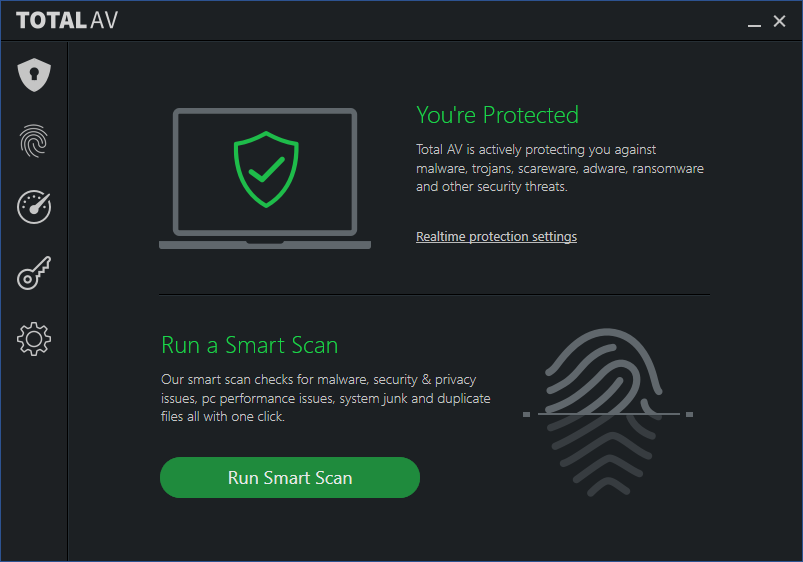 TOTAL AV
You're Protected
Total AV is actively protecting you against
malware, trojans, scareware, adware, ransomware
and other security threats.
Realtime protection settings
Run a Smart Scan
Our smart scan checks for malware, security & privacy
issues, pc performance issues, system junk and duplicate
files all with one click.
Run Smart Scan